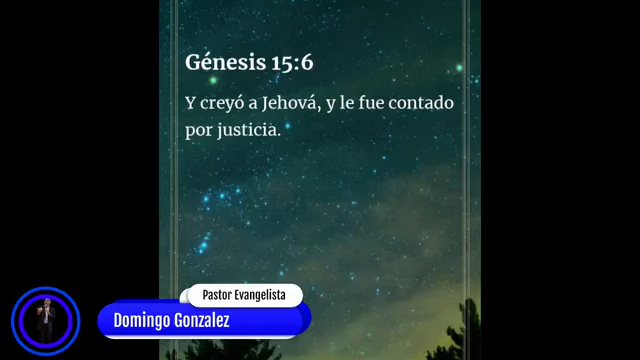 Génesis 15:6
Y creyó a Jehová, y le fue contado
por justicia.
Pastor Evangelista
Domingo Gonzalez